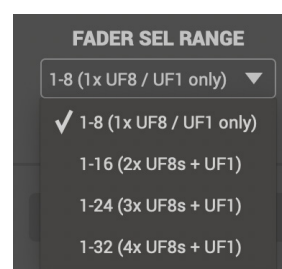 FADER SEL RANGE
1-8 (1x UF8 / UF1 only)
1-8 (1x UF8 / UF1 only)
1-16 (2x UF8s + UF1)
1-24 (3x UF8s + UF1)
1-32 (4x UF8s + UF1)